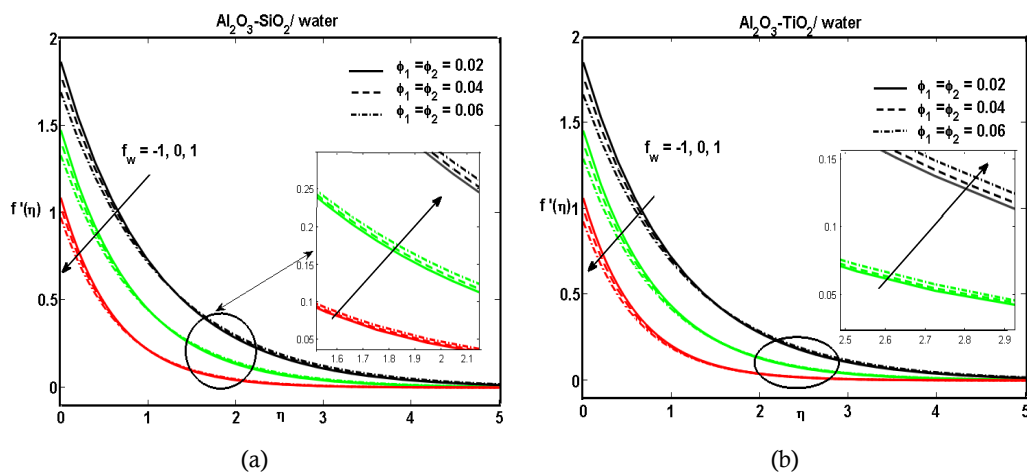 Al₂O₃-SiO₂/ water
2
1.5
f '(η) 1
0.5
0
0 1 2 3 4 5
η
ϕ₁ =ϕ₂ = 0.02
ϕ₁ =ϕ₂ = 0.04
ϕ₁ =ϕ₂ = 0.06
f_w = -1, 0, 1
0.25
0.2
0.15
0.1
0.05
1.6 1.7 1.8 1.9 2 2.1
(a)
Al₂O₃-TiO₂/ water
2
1.5
f '(η) 1
0.5
0
0 1 2 3 4 5
η
ϕ₁ =ϕ₂ = 0.02
ϕ₁ =ϕ₂ = 0.04
ϕ₁ =ϕ₂ = 0.06
f_w = -1, 0, 1
0.15
0.1
0.05
2.5 2.6 2.7 2.8 2.9
(b)